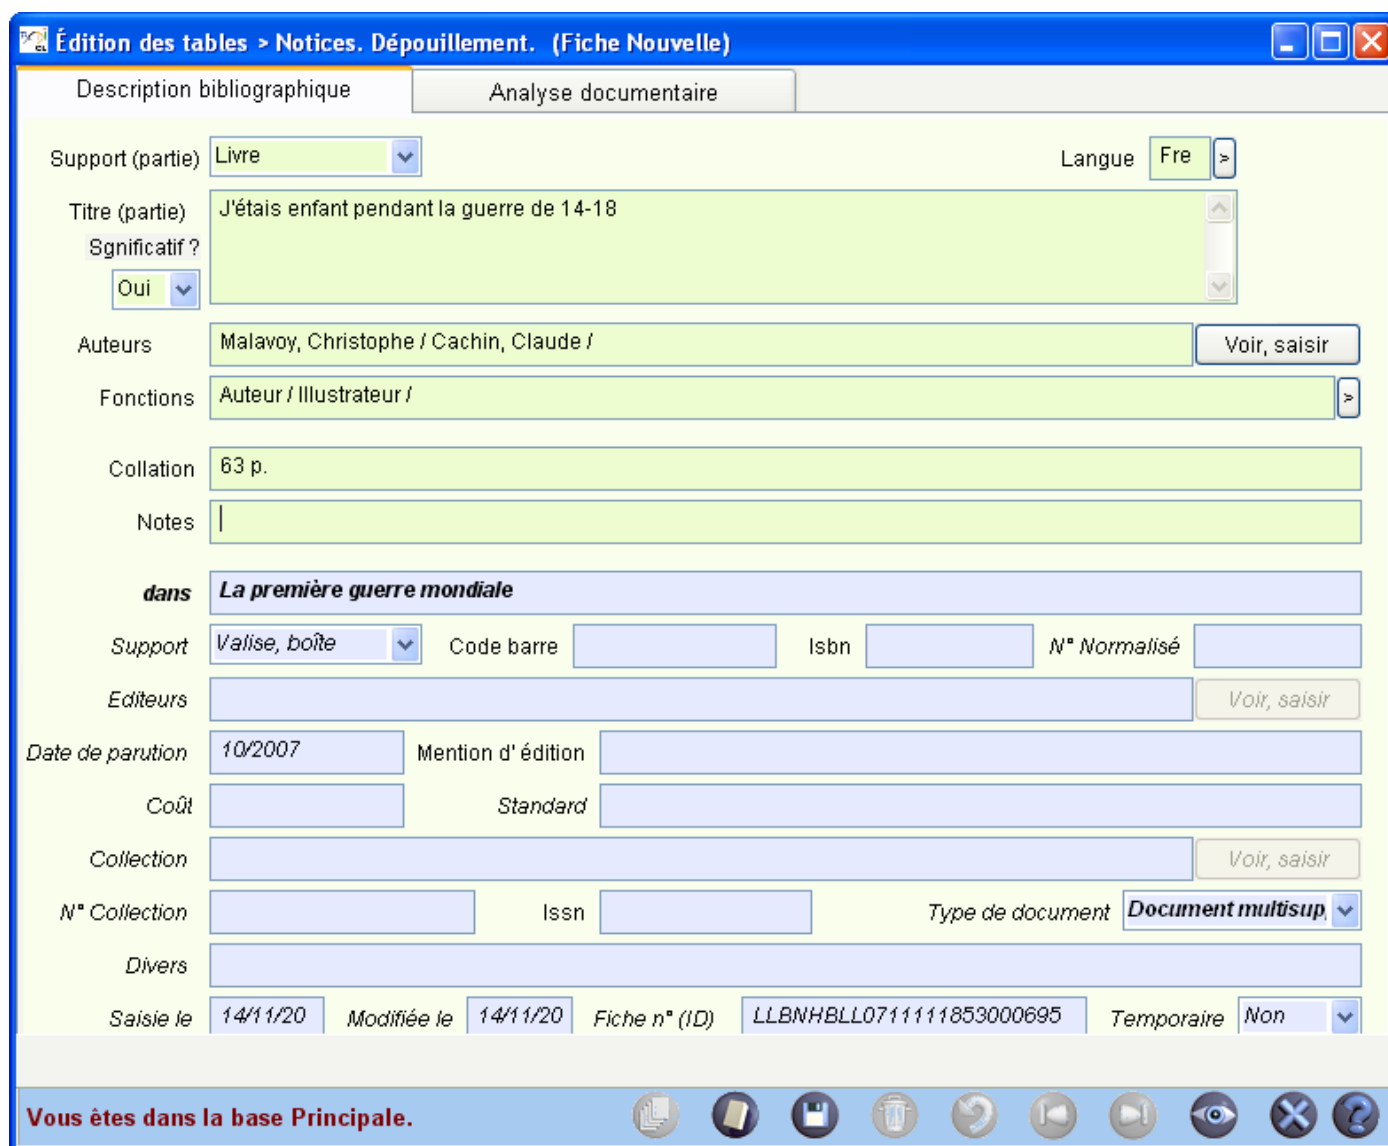 Édition des tables > Notices. Dépouillement. (Fiche Nouvelle)
Description bibliographique
Analyse documentaire
Support (partie) Livre Langue Fre >
Titre (partie) J'étais enfant pendant la guerre de 14-18
Sgnificatif ?
Oui
Auteurs Malavoy, Christophe / Cachin, Claude / Voir, saisir
Fonctions Auteur / Illustrateur / >
Collation 63 p.
Notes
dans La première guerre mondiale
Support Valise, boîte Code barre Isbn N° Normalisé
Editeurs Voir, saisir
Date de parution 10/2007 Mention d' édition
Coût Standard
Collection Voir, saisir
N° Collection Issn Type de document Document multisup
Divers
Saisie le 14/11/20 Modifiée le 14/11/20 Fiche n° (ID) LLBNHBLL0711111853000695 Temporaire Non
Vous êtes dans la base Principale.